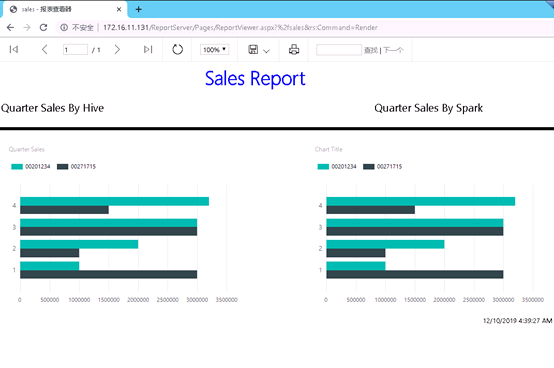 sales - 报表查看器
不安全 172.16.11.131/ReportServer/Pages/ReportViewer.aspx?%2fsales&rs:Command=Render
1 / 1 100% 查找 | 下一个
Sales Report
Quarter Sales By Hive Quarter Sales By Spark
Quarter Sales Chart Title
00201234 00271715 00201234 00271715
4 4
3 3
2 2
1 1
0 500000 1000000 1500000 2000000 2500000 3000000 3500000 0 500000 1000000 1500000 2000000 2500000 3000000 3500000
12/10/2019 4:39:27 AM